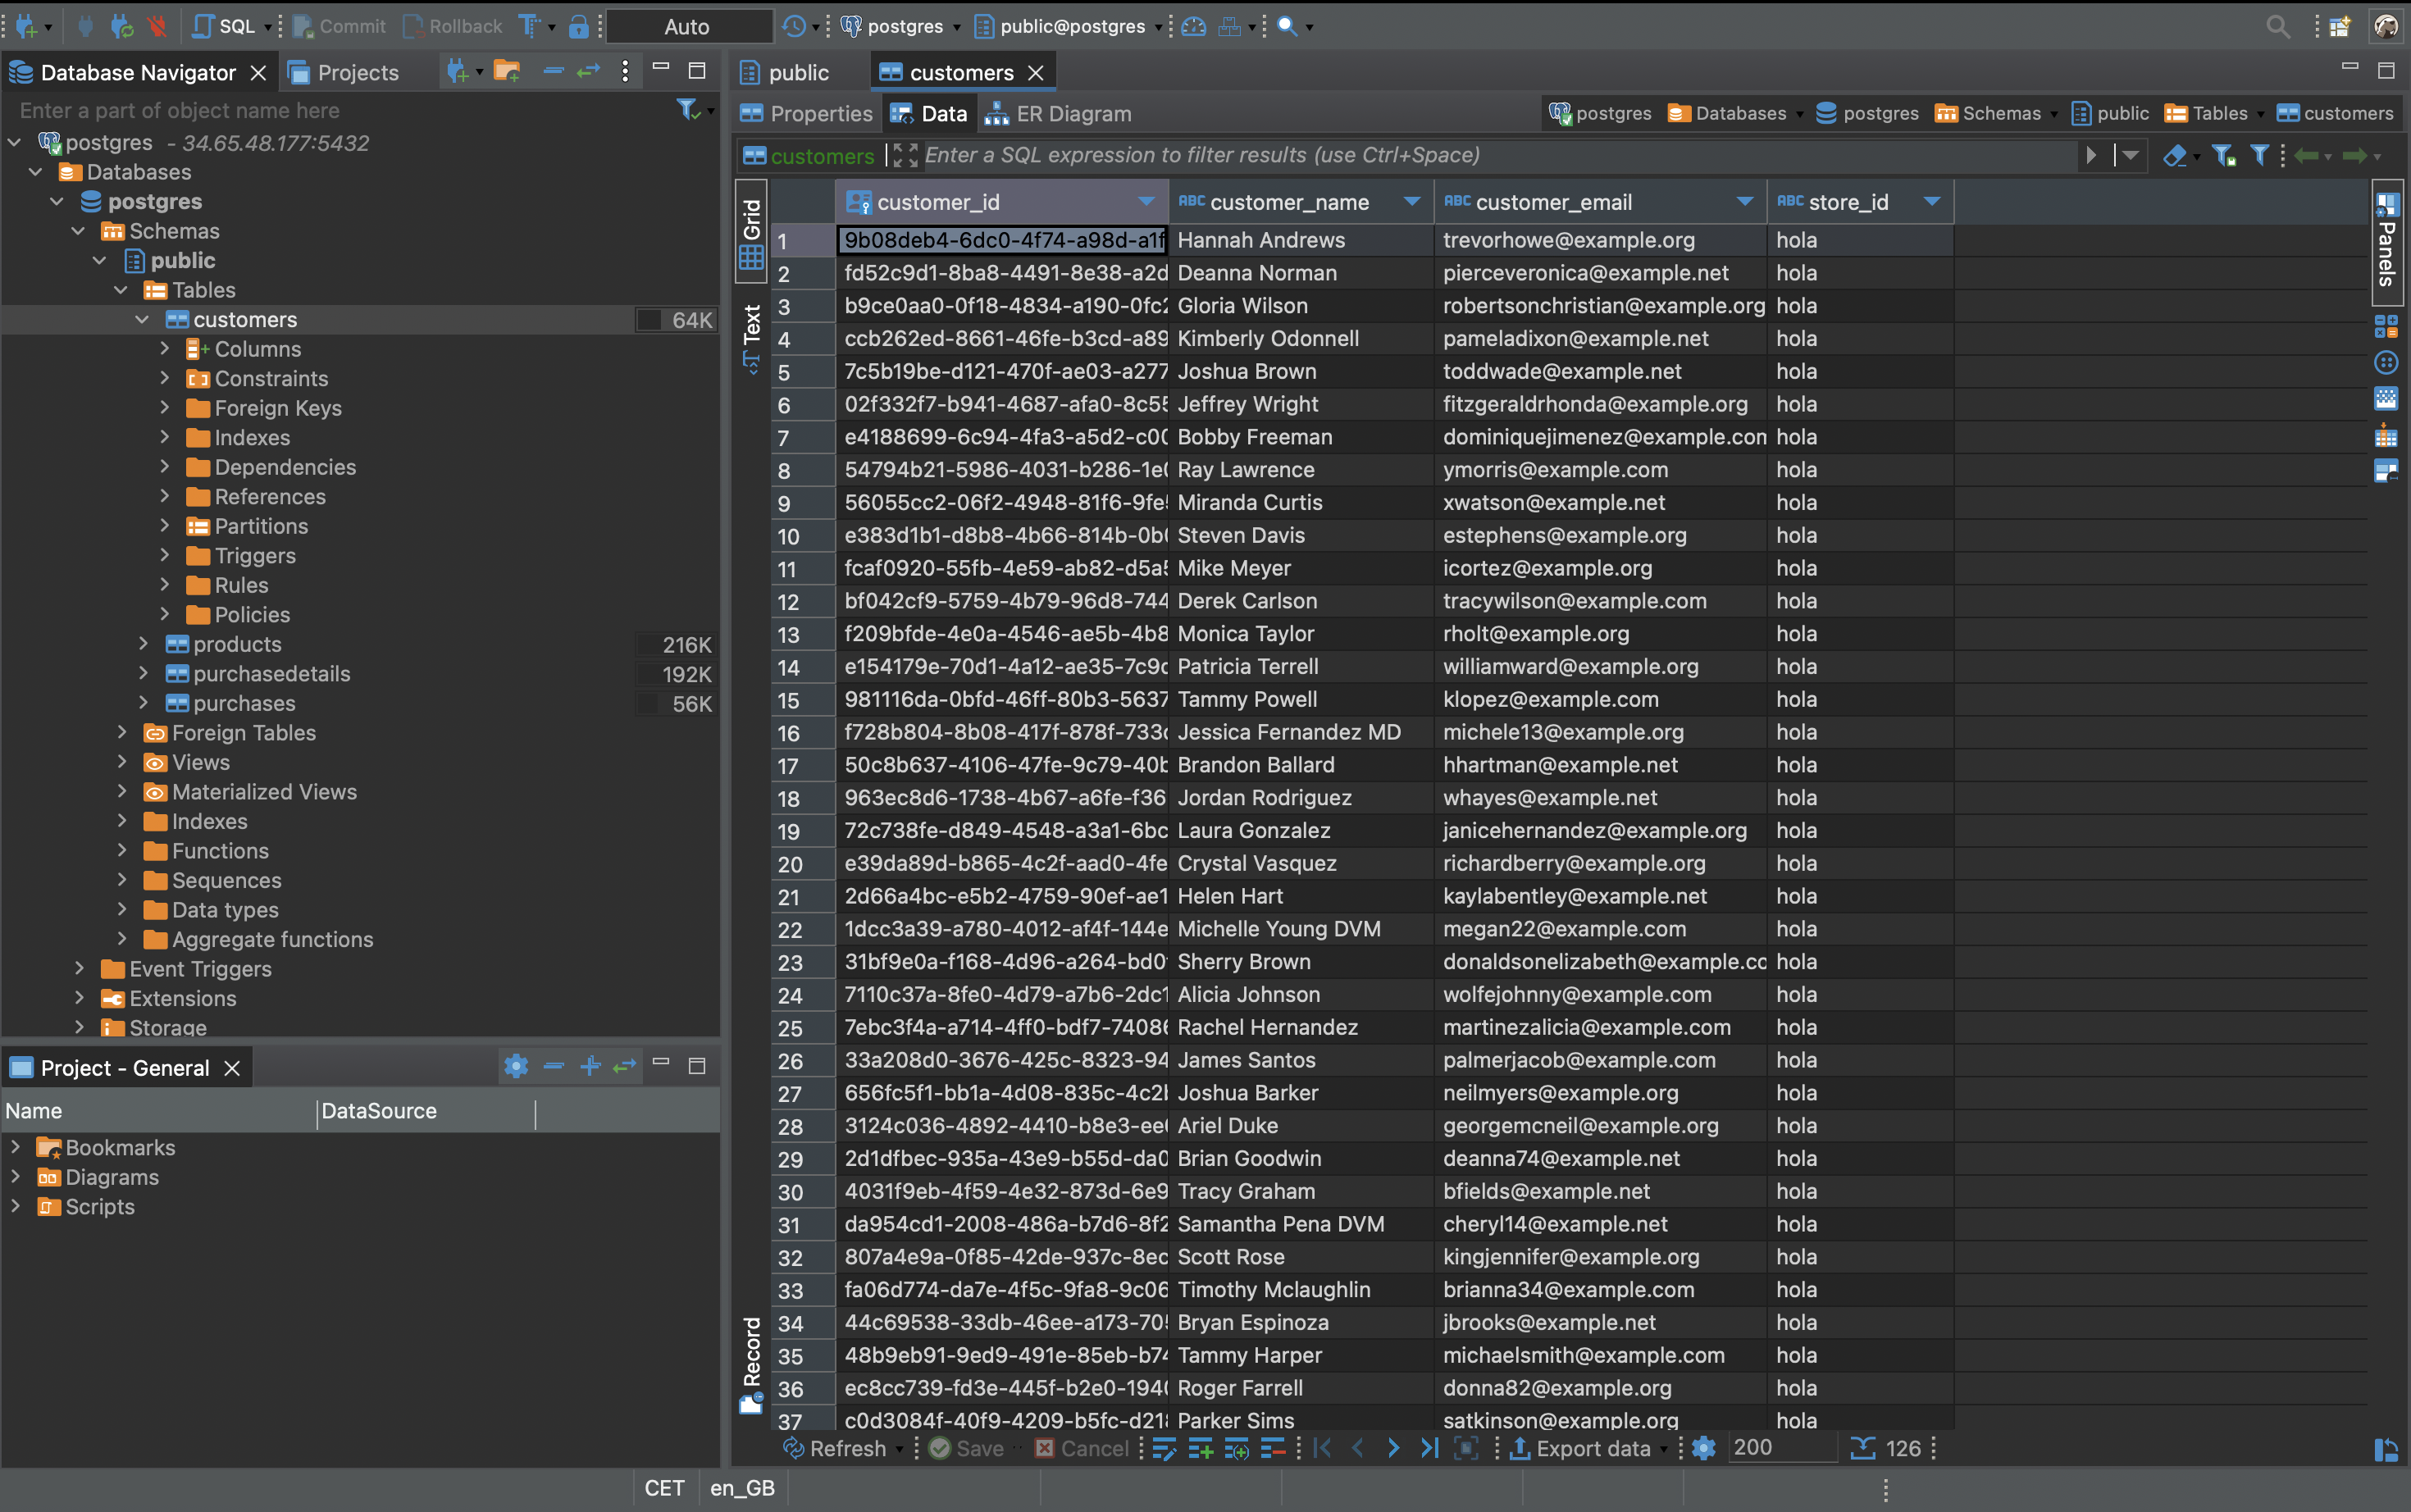 SQL Commit Rollback Auto postgres public@postgres
Database Navigator Projects
Enter a part of object name here
postgres - 34.65.48.177:5432
Databases
postgres
Schemas
public
Tables
customers 64K
Columns
Constraints
Foreign Keys
Indexes
Dependencies
References
Partitions
Triggers
Rules
Policies
products 216K
purchasedetails 192K
purchases 56K
Foreign Tables
Views
Materialized Views
Indexes
Functions
Sequences
Data types
Aggregate functions
Event Triggers
Extensions
Storage
Project - General
Name DataSource
Bookmarks
Diagrams
Scripts
public customers
Properties Data ER Diagram postgres Databases postgres Schemas public Tables customers
customers Enter a SQL expression to filter results (use Ctrl+Space)
Grid
Text
Record
Panels
customer_id ABC customer_name ABC customer_email ABC store_id
1 9b08deb4-6dc0-4f74-a98d-a1f Hannah Andrews trevorhowe@example.org hola
2 fd52c9d1-8ba8-4491-8e38-a2d Deanna Norman pierceveronica@example.net hola
3 b9ce0aa0-0f18-4834-a190-0fc2 Gloria Wilson robertsonchristian@example.org hola
4 ccb262ed-8661-46fe-b3cd-a89 Kimberly Odonnell pameladixon@example.net hola
5 7c5b19be-d121-470f-ae03-a277 Joshua Brown toddwade@example.net hola
6 02f332f7-b941-4687-afa0-8c55 Jeffrey Wright fitzgeraldrhonda@example.org hola
7 e4188699-6c94-4fa3-a5d2-c00 Bobby Freeman dominiquejimenez@example.com hola
8 54794b21-5986-4031-b286-1e0 Ray Lawrence ymorris@example.com hola
9 56055cc2-06f2-4948-81f6-9fe5 Miranda Curtis xwatson@example.net hola
10 e383d1b1-d8b8-4b66-814b-0b0 Steven Davis estephens@example.org hola
11 fcaf0920-55fb-4e59-ab82-d5a5 Mike Meyer icortez@example.org hola
12 bf042cf9-5759-4b79-96d8-744 Derek Carlson tracywilson@example.com hola
13 f209bfde-4e0a-4546-ae5b-4b8 Monica Taylor rholt@example.org hola
14 e154179e-70d1-4a12-ae35-7c9c Patricia Terrell williamward@example.org hola
15 981116da-0bfd-46ff-80b3-5637 Tammy Powell klopez@example.com hola
16 f728b804-8b08-417f-878f-733c Jessica Fernandez MD michele13@example.org hola
17 50c8b637-4106-47fe-9c79-40b Brandon Ballard hhartman@example.net hola
18 963ec8d6-1738-4b67-a6fe-f36 Jordan Rodriguez whayes@example.net hola
19 72c738fe-d849-4548-a3a1-6bc Laura Gonzalez janicehernandez@example.org hola
20 e39da89d-b865-4c2f-aad0-4fe Crystal Vasquez richardberry@example.org hola
21 2d66a4bc-e5b2-4759-90ef-ae1 Helen Hart kaylabentley@example.net hola
22 1dcc3a39-a780-4012-af4f-144e Michelle Young DVM megan22@example.com hola
23 31bf9e0a-f168-4d96-a264-bd0 Sherry Brown donaldsonelizabeth@example.co hola
24 7110c37a-8fe0-4d79-a7b6-2dc1 Alicia Johnson wolfejohnny@example.com hola
25 7ebc3f4a-a714-4ff0-bdf7-74086 Rachel Hernandez martinezalicia@example.com hola
26 33a208d0-3676-425c-8323-94 James Santos palmerjacob@example.com hola
27 656fc5f1-bb1a-4d08-835c-4c2b Joshua Barker neilmyers@example.org hola
28 3124c036-4892-4410-b8e3-ee0 Ariel Duke georgemcneil@example.org hola
29 2d1dfbec-935a-43e9-b55d-da0 Brian Goodwin deanna74@example.net hola
30 4031f9eb-4f59-4e32-873d-6e9 Tracy Graham bfields@example.net hola
31 da954cd1-2008-486a-b7d6-8f2 Samantha Pena DVM cheryl14@example.net hola
32 807a4e9a-0f85-42de-937c-8ec Scott Rose kingjennifer@example.org hola
33 fa06d774-da7e-4f5c-9fa8-9c06 Timothy Mclaughlin brianna34@example.com hola
34 44c69538-33db-46ee-a173-705 Bryan Espinoza jbrooks@example.net hola
35 48b9eb91-9ed9-491e-85eb-b74 Tammy Harper michaelsmith@example.com hola
36 ec8cc739-fd3e-445f-b2e0-1940 Roger Farrell donna82@example.org hola
37 c0d3084f-40f9-4209-b5fc-d218 Parker Sims satkinson@example.org hola
Refresh Save Cancel Export data 200 126
CET en_GB